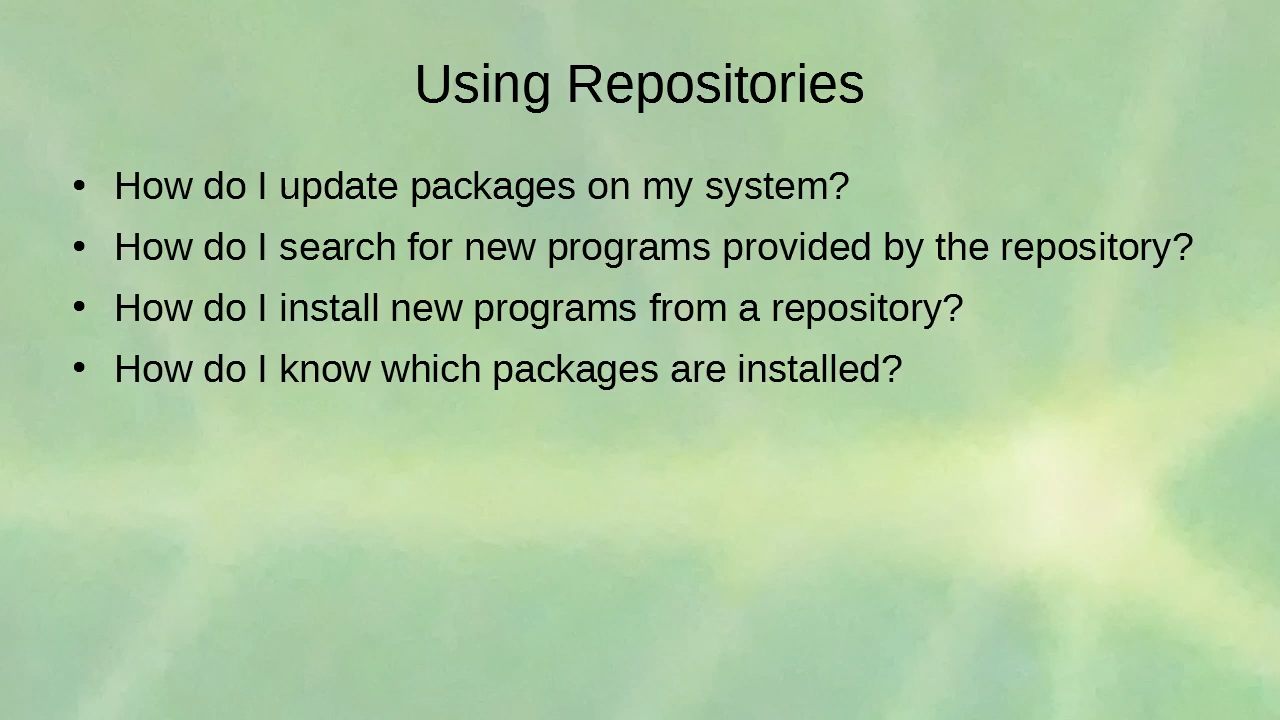 Using Repositories
• How do I update packages on my system?
• How do I search for new programs provided by the repository?
• How do I install new programs from a repository?
• How do I know which packages are installed?